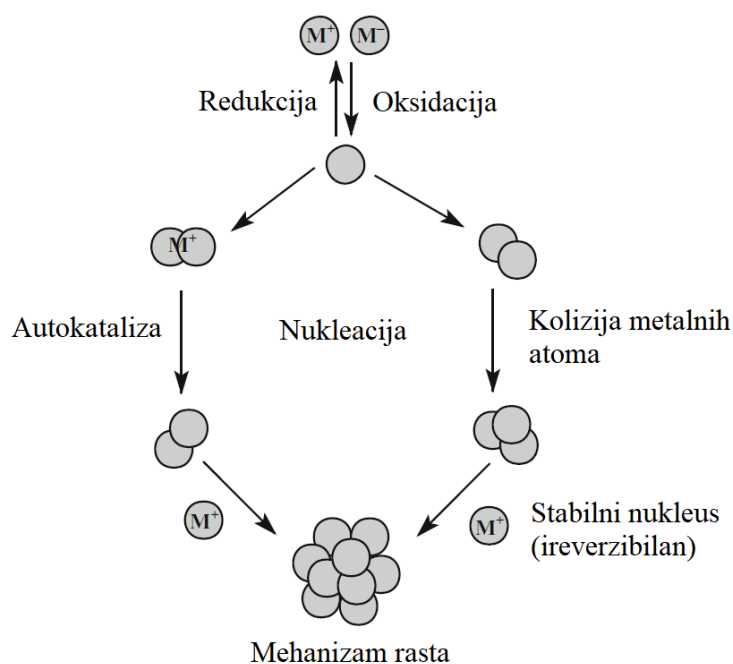 M⁺ M⁻
Redukcija Oksidacija
M⁺
Autokataliza Nukleacija Kolizija metalnih
atoma
M⁺ M⁺ Stabilni nukleus
(ireverzibilan)
Mehanizam rasta